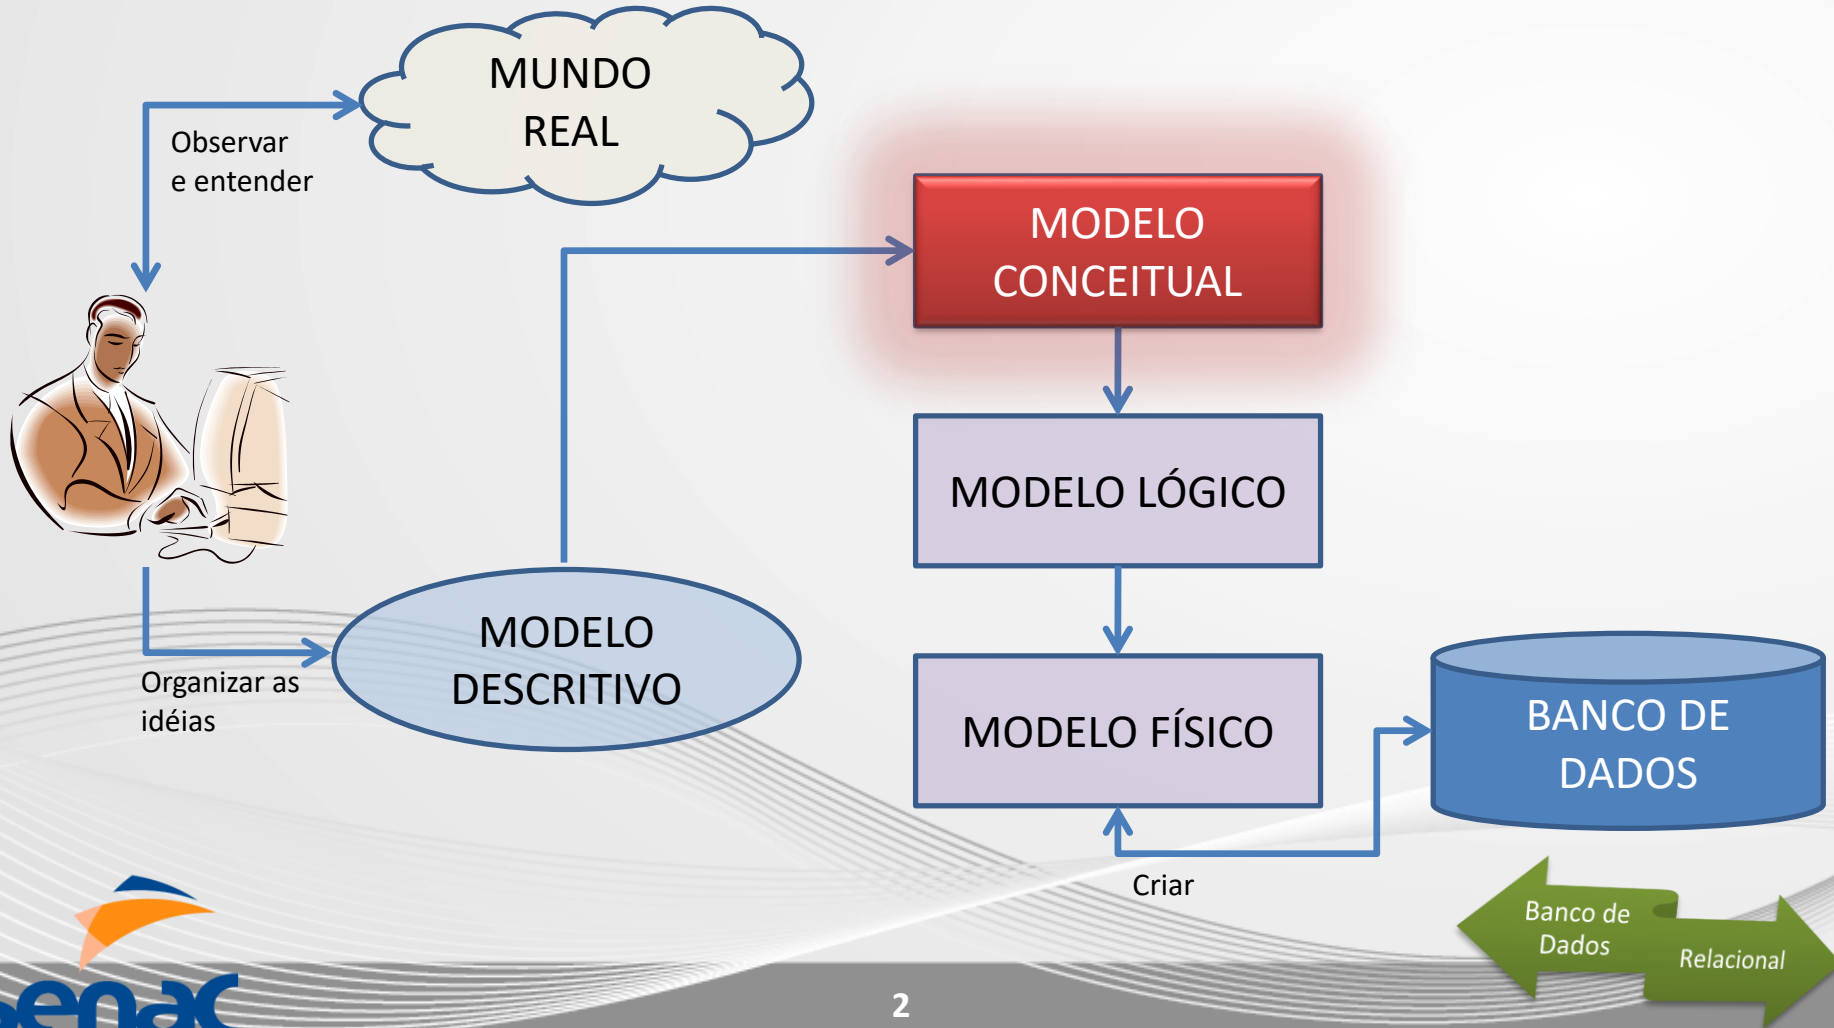 MUNDO
REAL
Observar
e entender
MODELO
CONCEITUAL
MODELO LÓGICO
MODELO
DESCRITIVO
Organizar as
idéias
MODELO FÍSICO
BANCO DE
DADOS
Criar
Banco de
Dados
Relacional
senac
2